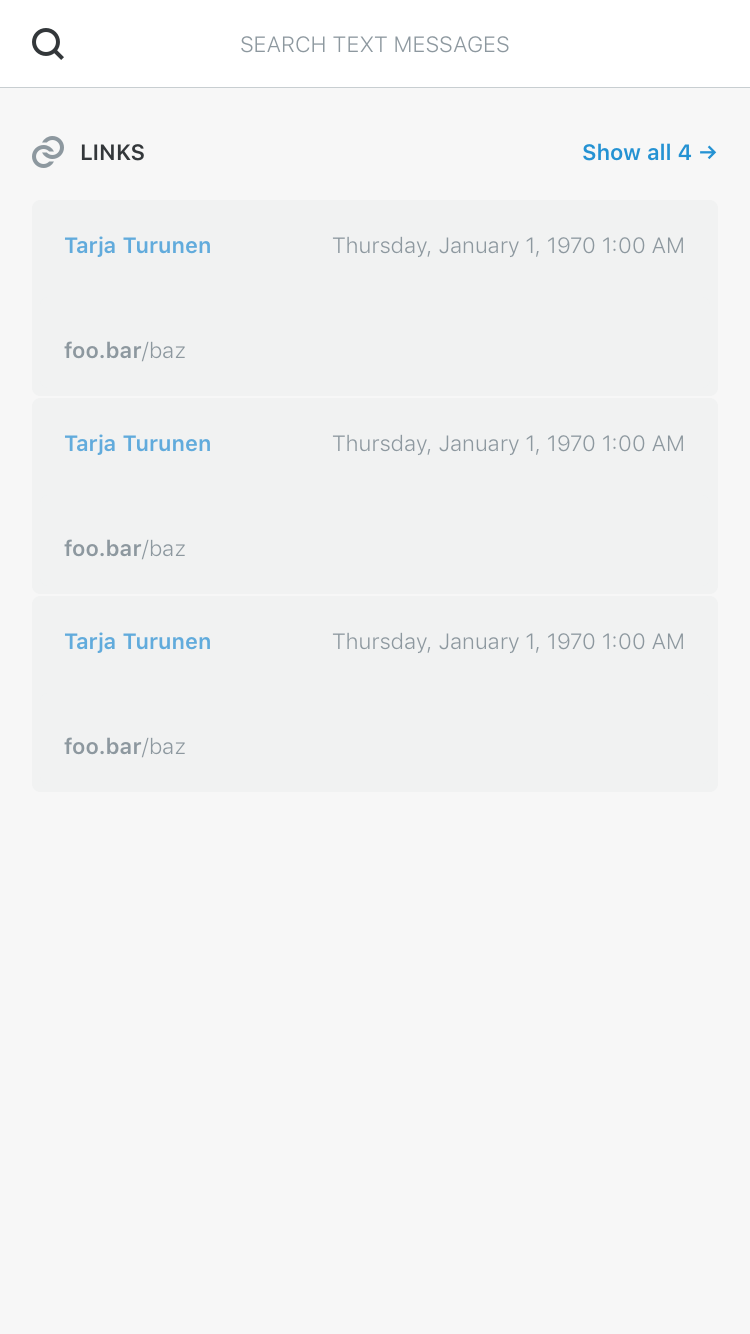 SEARCH TEXT MESSAGES
LINKS Show all 4 →
Tarja Turunen Thursday, January 1, 1970 1:00 AM
foo.bar/baz
Tarja Turunen Thursday, January 1, 1970 1:00 AM
foo.bar/baz
Tarja Turunen Thursday, January 1, 1970 1:00 AM
foo.bar/baz